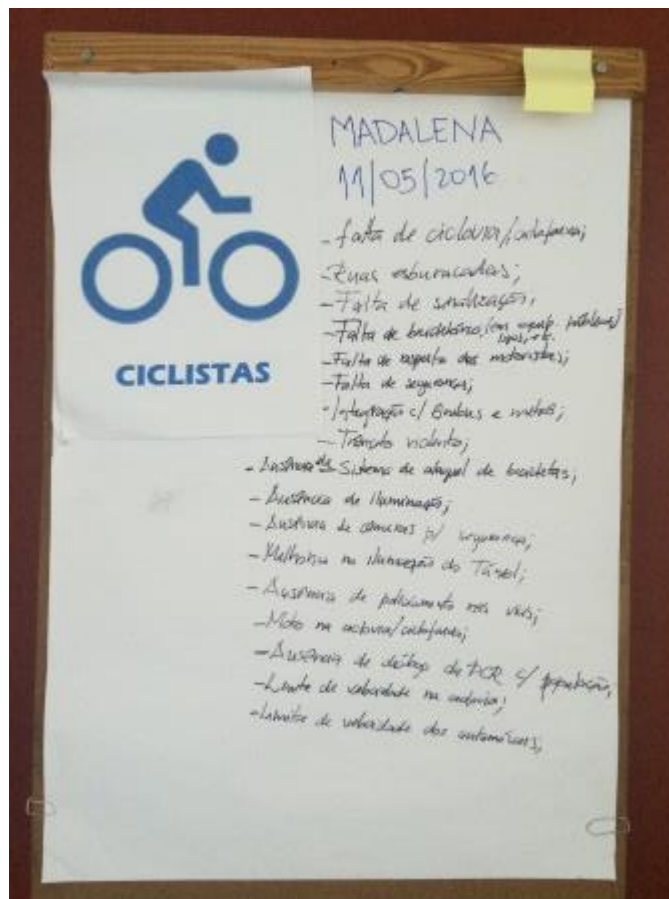 MADALENA
11/05/2016
CICLISTAS
- falta de ciclovia/ciclofaixa;
- Ruas esburacadas;
- Falta de sinalização;
- Falta de bicicletário, (em equip. públicos)
- Falta de respeito dos motoristas;
- Falta de segurança;
- Integração c/ ônibus e metrô;
- Trânsito violento;
- Ausência de Sistema de aluguel de bicicletas;
- Ausência de iluminação;
- Ausência de câmeras p/ segurança;
- Melhoria na iluminação do Túnel;
- Ausência de policiamento nas vias;
- Moto na ciclovia/ciclofaixa;
- Ausência de diálogo da PCR c/ população,
- Limite de velocidade na ciclovia;
- Limite de velocidade dos automóveis;